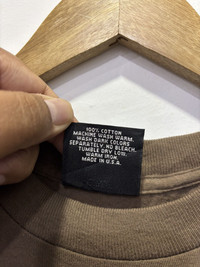 100% COTTON
MACHINE WASH WARM.
WASH DARK COLORS
SEPARATELY. NO BLEACH.
TUMBLE DRY LOW.
WARM IRON.
MADE IN U.S.A.